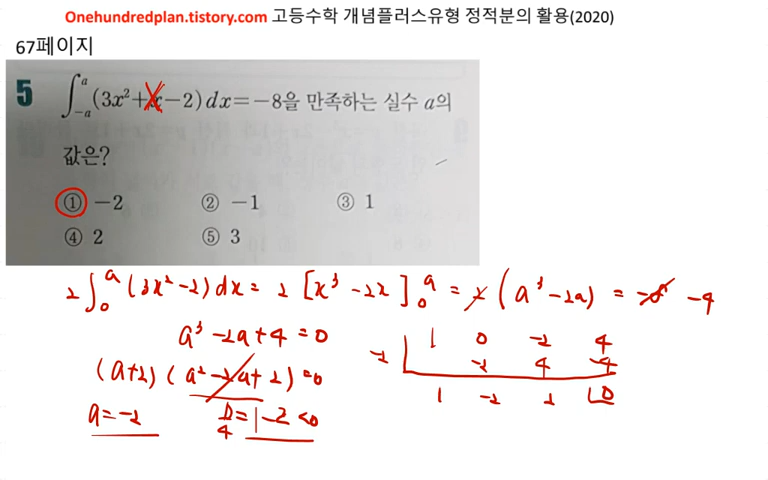 Onehundredplan.tistory.com 고등수학 개념플러스유형 정적분의 활용(2020)
67페이지
5 ∫₋ₐᵃ(3x²+x-2)dx=-8을 만족하는 실수 a의
값은?
① -2 ② -1 ③ 1
④ 2 ⑤ 3
2∫₀ᵃ(3x²-2)dx = 2[x³-2x]₀ᵃ = 2(a³-2a) = -8 -4
a³-2a+4=0
-2 | 1 0 -2 4
-2 4 -4
(a+2)(a²-2a+2)=0
1 -2 2 0
a=-2 D/4=1-2<0